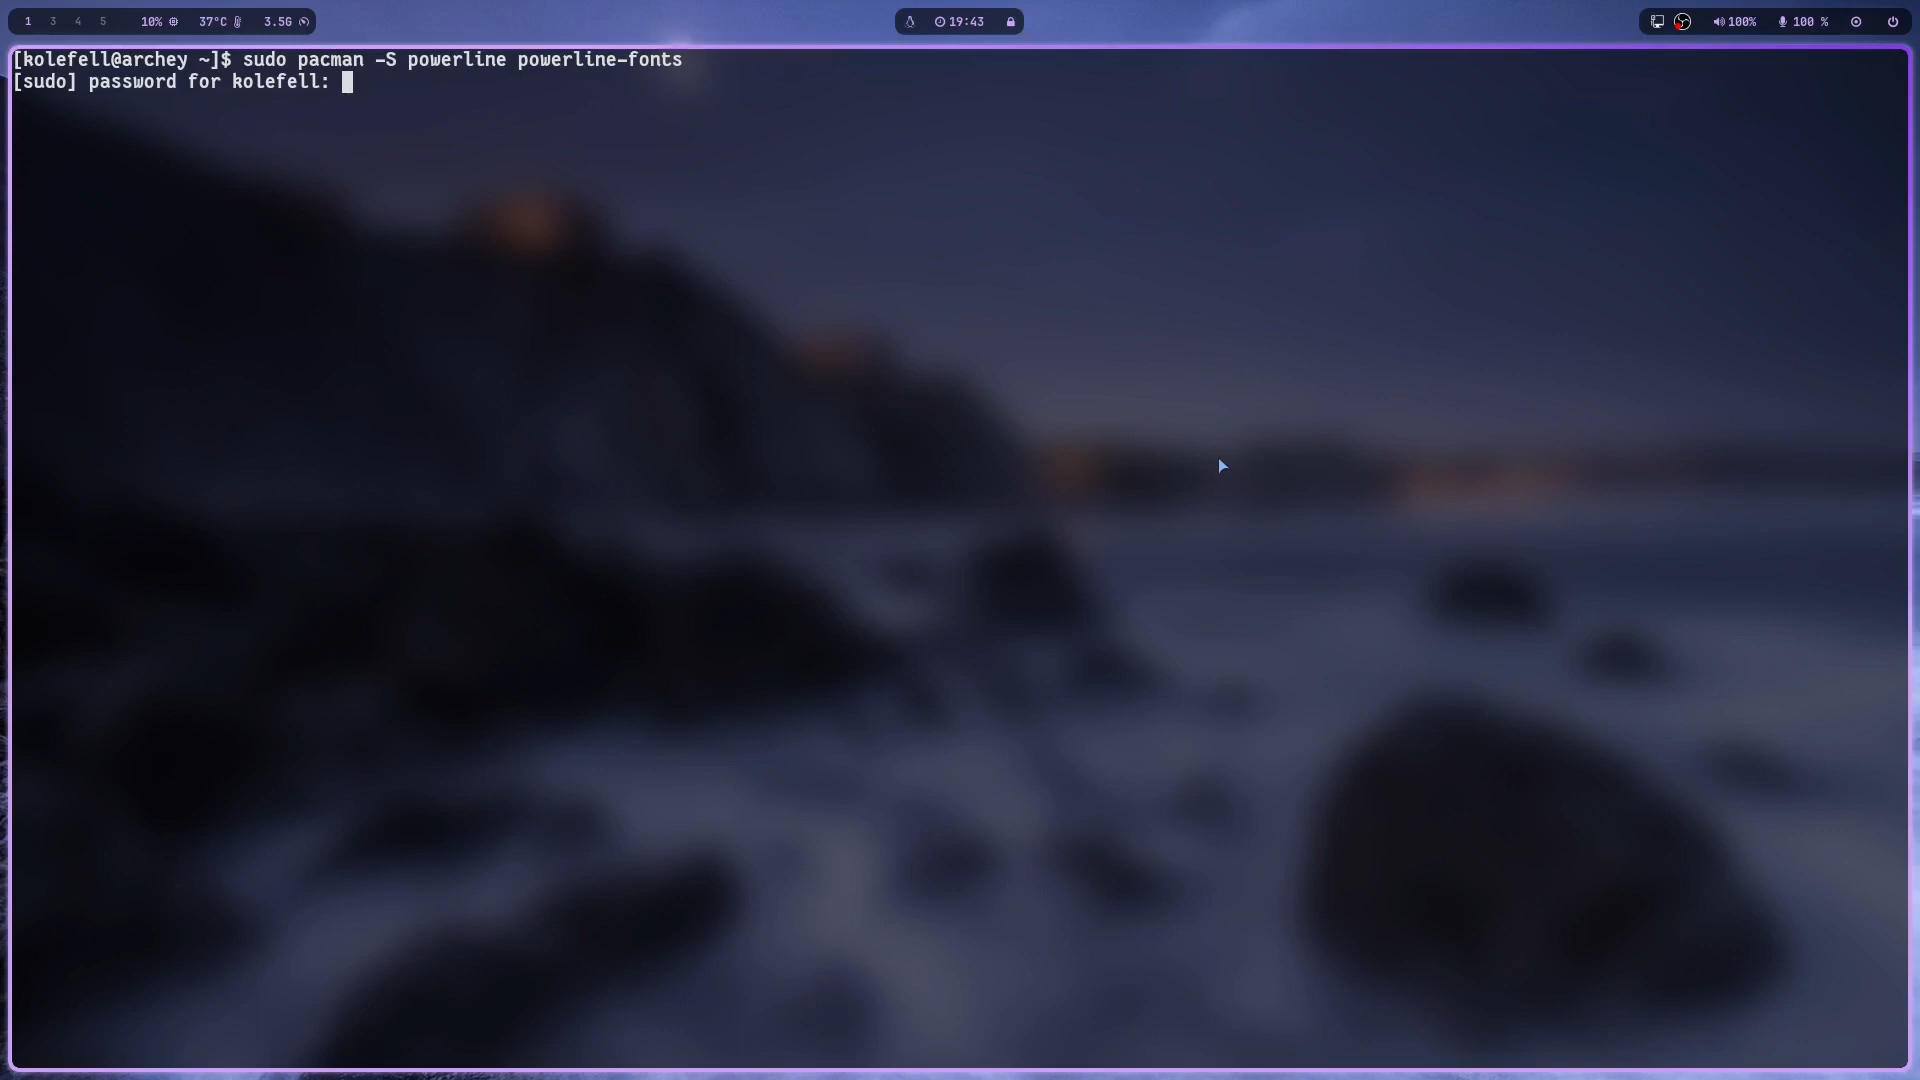 1 3 4 5 10% 37°C 3.5G 19:43 100% 100 %
[kolefell@archey ~]$ sudo pacman -S powerline powerline-fonts
[sudo] password for kolefell: